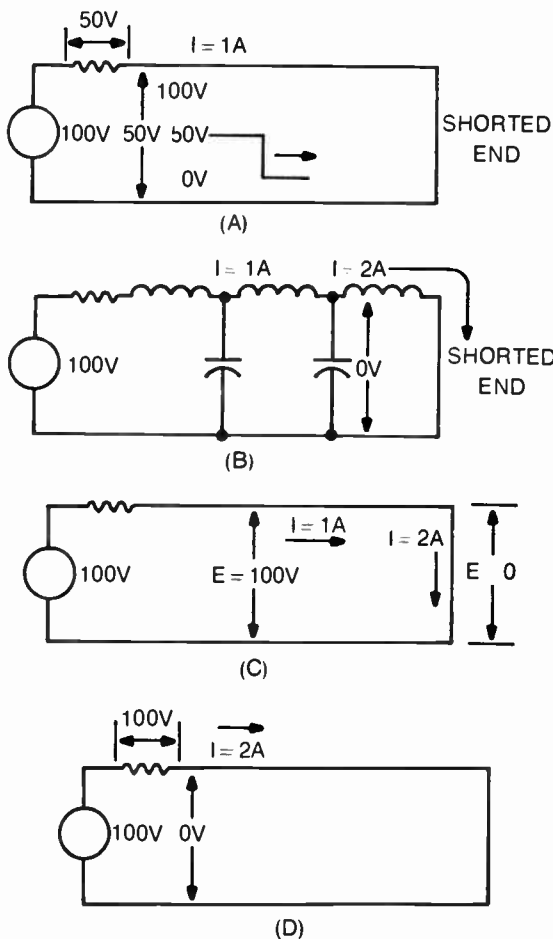 50V
I = 1A
100V
100V 50V 50V
0V
SHORTED
END
(A)
I = 1A I = 2A
100V
0V
SHORTED
END
(B)
I = 1A
I = 2A
100V
E = 100V
E 0
(C)
100V
I = 2A
100V 0V
(D)